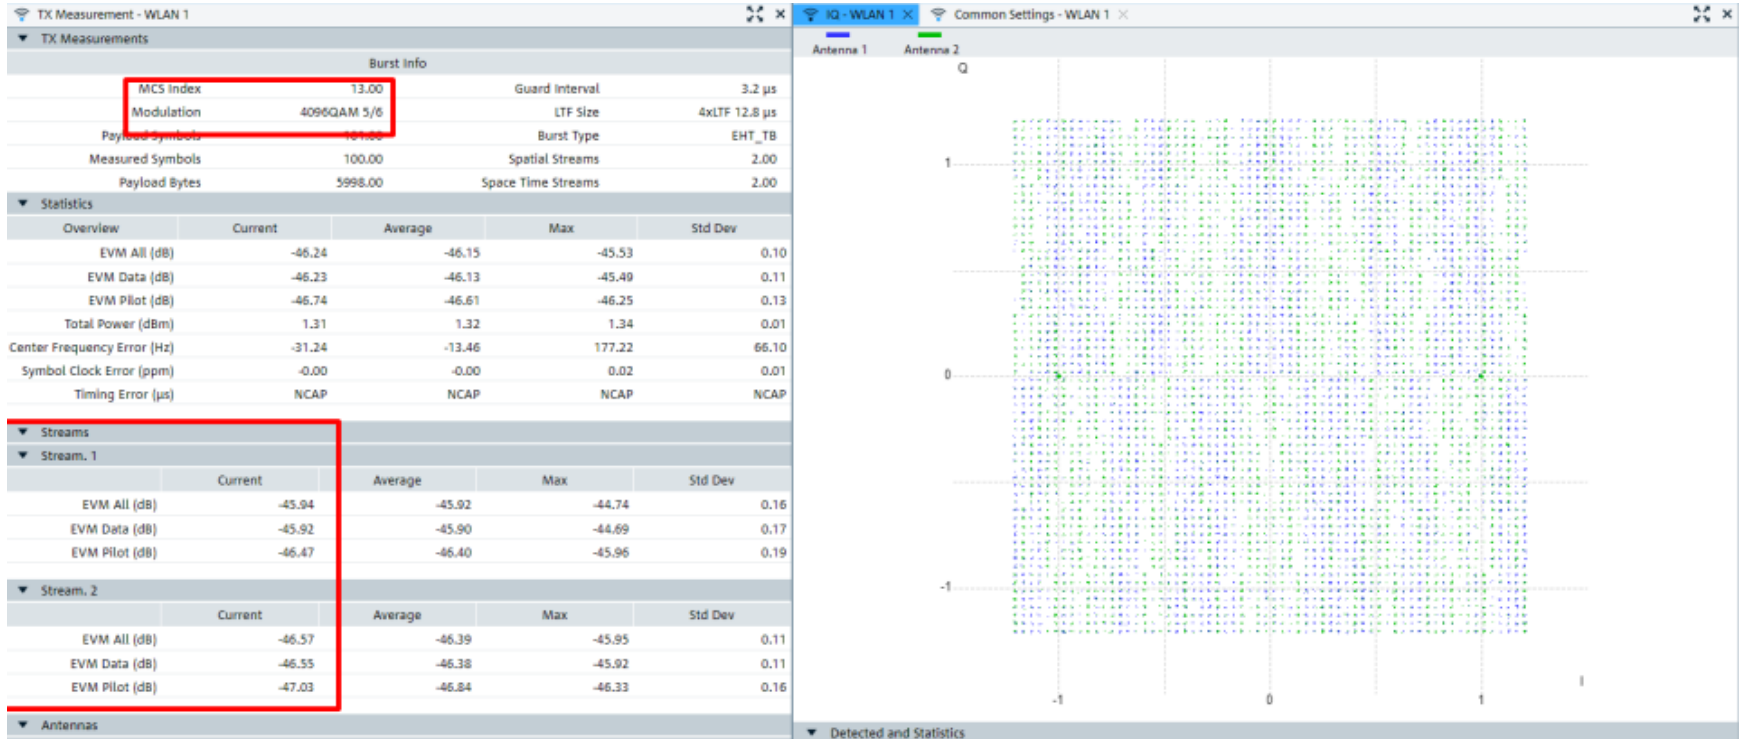 TX Measurement - WLAN 1
TX Measurements
Burst Info
MCS Index 13.00 Guard Interval 3.2 µs
Modulation 4096QAM 5/6 LTF Size 4xLTF 12.8 µs
Payload Symbols 101.00 Burst Type EHT_TB
Measured Symbols 100.00 Spatial Streams 2.00
Payload Bytes 5998.00 Space Time Streams 2.00
Statistics
Overview Current Average Max Std Dev
EVM All (dB) -46.24 -46.15 -45.53 0.10
EVM Data (dB) -46.23 -46.13 -45.49 0.11
EVM Pilot (dB) -46.74 -46.61 -46.25 0.13
Total Power (dBm) 1.31 1.32 1.34 0.01
Center Frequency Error (Hz) -31.24 -13.46 177.22 66.10
Symbol Clock Error (ppm) -0.00 -0.00 0.02 0.01
Timing Error (µs) NCAP NCAP NCAP NCAP
Streams
Stream. 1
Current Average Max Std Dev
EVM All (dB) -45.94 -45.92 -44.74 0.16
EVM Data (dB) -45.92 -45.90 -44.69 0.17
EVM Pilot (dB) -46.47 -46.40 -45.96 0.19
Stream. 2
Current Average Max Std Dev
EVM All (dB) -46.57 -46.39 -45.95 0.11
EVM Data (dB) -46.55 -46.38 -45.92 0.11
EVM Pilot (dB) -47.03 -46.84 -46.33 0.16
Antennas
IQ - WLAN 1 Common Settings - WLAN 1
Antenna 1 Antenna 2
Q
1
0
-1
-1 0 1
I
Detected and Statistics